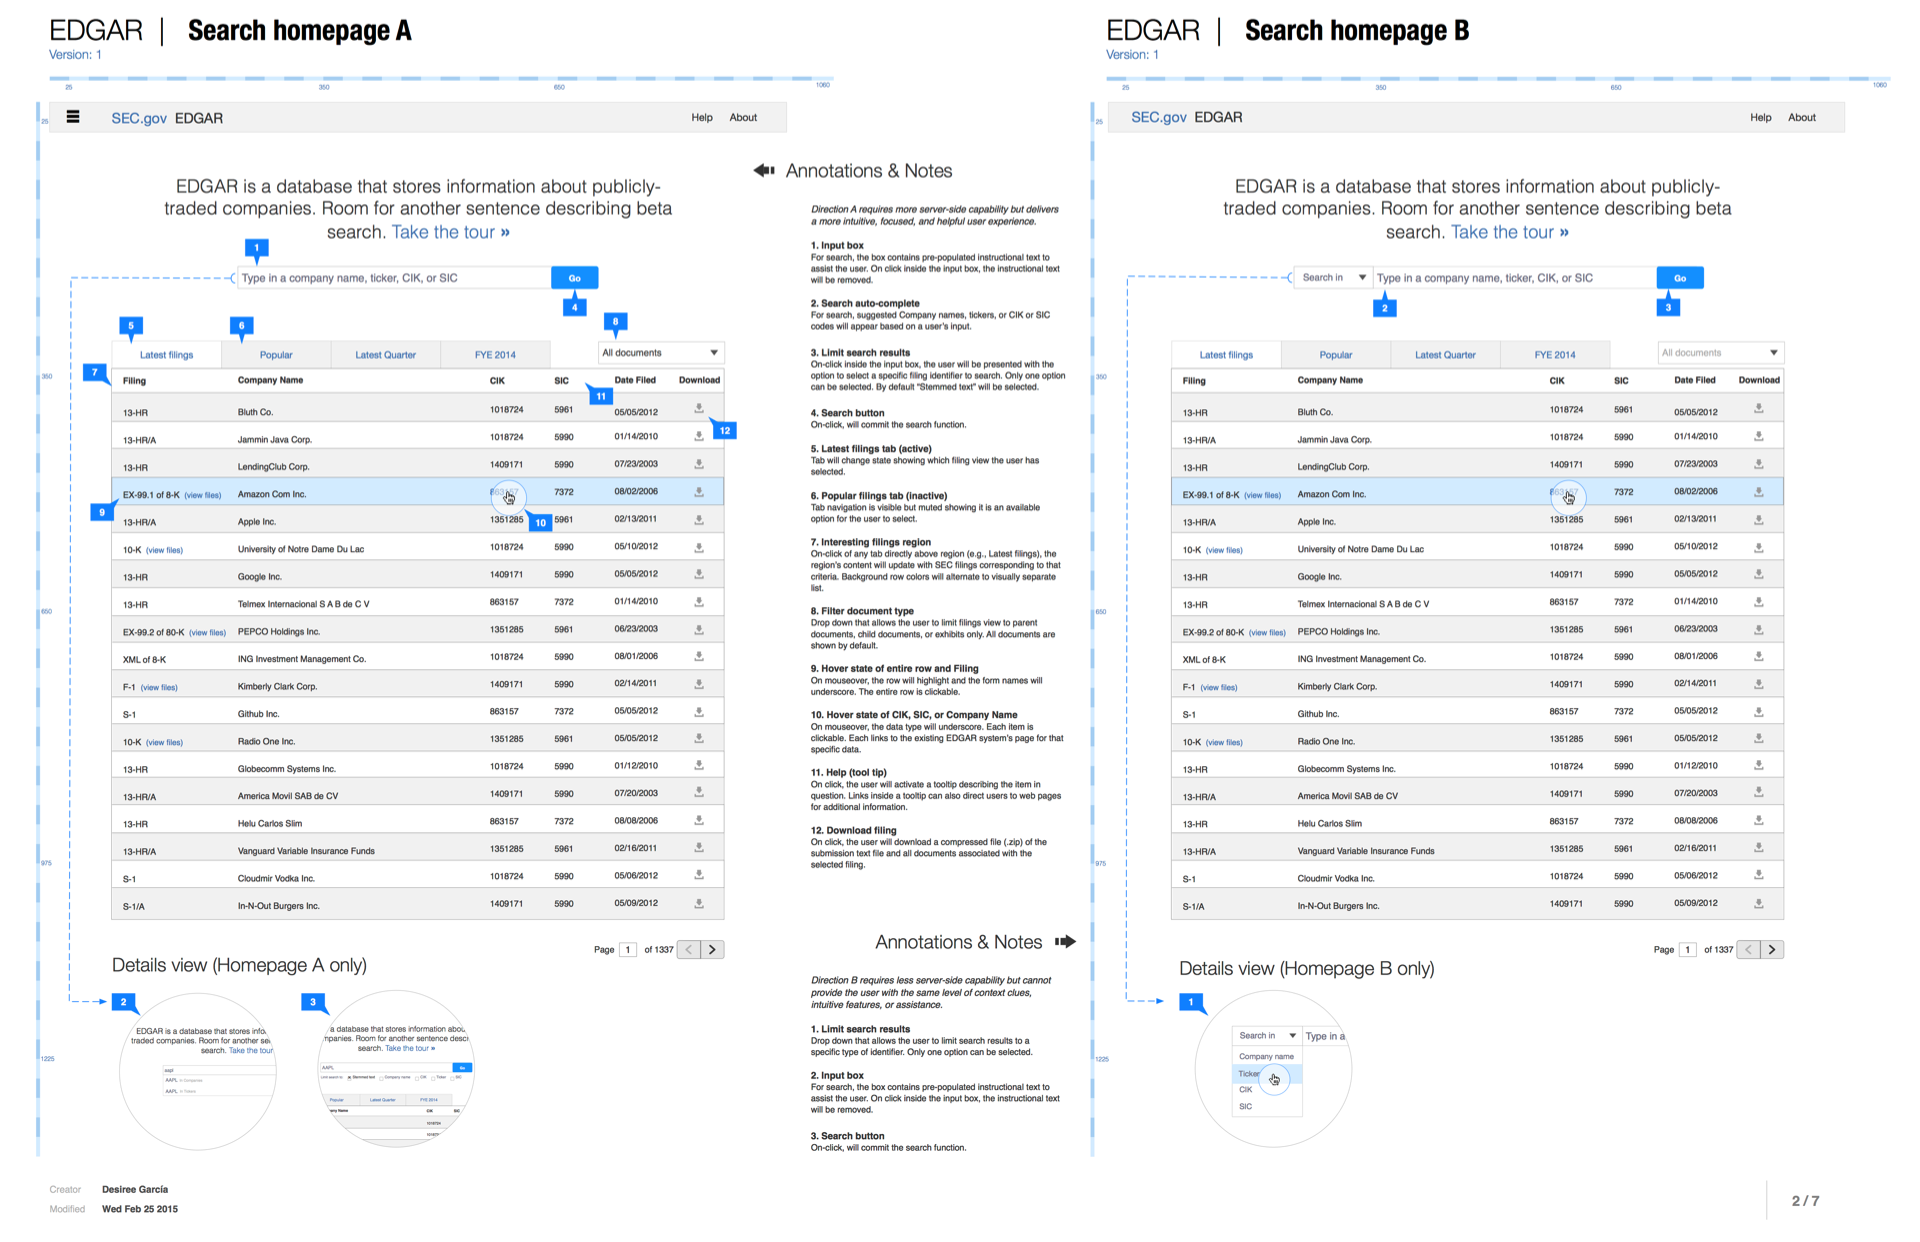 EDGAR | Search homepage A
Version: 1
25 350 650 1060
25
SEC.gov EDGAR Help About
EDGAR is a database that stores information about publicly-
traded companies. Room for another sentence describing beta
search. Take the tour »
1
Type in a company name, ticker, CIK, or SIC Go
4
5 6 8
Latest filings Popular Latest Quarter FYE 2014 All documents
7
350
Filing Company Name CIK SIC Date Filed Download
11
13-HR Bluth Co. 1018724 5961 05/05/2012
12
13-HR/A Jammin Java Corp. 1018724 5990 01/14/2010
13-HR LendingClub Corp. 1409171 5990 07/23/2003
EX-99.1 of 8-K (view files) Amazon Com Inc. 863157 7372 08/02/2006
9 10
13-HR/A Apple Inc. 1351285 5961 02/13/2011
10-K (view files) University of Notre Dame Du Lac 1018724 5990 05/10/2012
13-HR Google Inc. 1409171 5990 05/05/2012
13-HR Telmex Internacional S A B de C V 863157 7372 01/14/2010
650
EX-99.2 of 80-K (view files) PEPCO Holdings Inc. 1351285 5961 06/23/2003
XML of 8-K ING Investment Management Co. 1018724 5990 08/01/2006
F-1 (view files) Kimberly Clark Corp. 1409171 5990 02/14/2011
S-1 Github Inc. 863157 7372 05/05/2012
10-K (view files) Radio One Inc. 1351285 5961 05/05/2012
13-HR Globecomm Systems Inc. 1018724 5990 01/12/2010
13-HR/A America Movil SAB de CV 1409171 5990 07/20/2003
13-HR Helu Carlos Slim 863157 7372 08/08/2006
13-HR/A Vanguard Variable Insurance Funds 1351285 5961 02/16/2011
975
S-1 Cloudmir Vodka Inc. 1018724 5990 05/06/2012
S-1/A In-N-Out Burgers Inc. 1409171 5990 05/09/2012
Page 1 of 1337 < >
Details view (Homepage A only)
2
EDGAR is a database that stores info
traded companies. Room for another se
search. Take the tour
aapl
AAPL in Companies
AAPL in Tickers
3
a database that stores information abou
mpanies. Room for another sentence desc
search. Take the tour »
AAPL Go
Limit search to: Stemmed text Company name CIK Ticker SIC
Popular Latest Quarter FYE 2014
any Name CIK SIC
1018724
1225
Annotations & Notes
Direction A requires more server-side capability but delivers
a more intuitive, focused, and helpful user experience.
1. Input box
For search, the box contains pre-populated instructional text to
assist the user. On click inside the input box, the instructional text
will be removed.
2. Search auto-complete
For search, suggested Company names, tickers, or CIK or SIC
codes will appear based on a user's input.
3. Limit search results
On-click inside the input box, the user will be presented with the
option to select a specific filing identifier to search. Only one option
can be selected. By default "Stemmed text" will be selected.
4. Search button
On-click, will commit the search function.
5. Latest filings tab (active)
Tab will change state showing which filing view the user has
selected.
6. Popular filings tab (inactive)
Tab navigation is visible but muted showing it is an available
option for the user to select.
7. Interesting filings region
On-click of any tab directly above region (e.g., Latest filings), the
region's content will update with SEC filings corresponding to that
criteria. Background row colors will alternate to visually separate
list.
8. Filter document type
Drop down that allows the user to limit filings view to parent
documents, child documents, or exhibits only. All documents are
shown by default.
9. Hover state of entire row and Filing
On mouseover, the row will highlight and the form names will
underscore. The entire row is clickable.
10. Hover state of CIK, SIC, or Company Name
On mouseover, the data type will underscore. Each item is
clickable. Each links to the existing EDGAR system's page for that
specific data.
11. Help (tool tip)
On click, the user will activate a tooltip describing the item in
question. Links inside a tooltip can also direct users to web pages
for additional information.
12. Download filing
On click, the user will download a compressed file (.zip) of the
submission text file and all documents associated with the
selected filing.
Annotations & Notes
Direction B requires less server-side capability but cannot
provide the user with the same level of context clues,
intuitive features, or assistance.
1. Limit search results
Drop down that allows the user to limit search results to a
specific type of identifier. Only one option can be selected.
2. Input box
For search, the box contains pre-populated instructional text to
assist the user. On click inside the input box, the instructional text
will be removed.
3. Search button
On-click, will commit the search function.
EDGAR | Search homepage B
Version: 1
25 350 650 1060
25
SEC.gov EDGAR Help About
EDGAR is a database that stores information about publicly-
traded companies. Room for another sentence describing beta
search. Take the tour »
Search in Type in a company name, ticker, CIK, or SIC Go
2 3
Latest filings Popular Latest Quarter FYE 2014 All documents
350
Filing Company Name CIK SIC Date Filed Download
13-HR Bluth Co. 1018724 5961 05/05/2012
13-HR/A Jammin Java Corp. 1018724 5990 01/14/2010
13-HR LendingClub Corp. 1409171 5990 07/23/2003
EX-99.1 of 8-K (view files) Amazon Com Inc. 863157 7372 08/02/2006
13-HR/A Apple Inc. 1351285 5961 02/13/2011
10-K (view files) University of Notre Dame Du Lac 1018724 5990 05/10/2012
13-HR Google Inc. 1409171 5990 05/05/2012
13-HR Telmex Internacional S A B de C V 863157 7372 01/14/2010
650
EX-99.2 of 80-K (view files) PEPCO Holdings Inc. 1351285 5961 06/23/2003
XML of 8-K ING Investment Management Co. 1018724 5990 08/01/2006
F-1 (view files) Kimberly Clark Corp. 1409171 5990 02/14/2011
S-1 Github Inc. 863157 7372 05/05/2012
10-K (view files) Radio One Inc. 1351285 5961 05/05/2012
13-HR Globecomm Systems Inc. 1018724 5990 01/12/2010
13-HR/A America Movil SAB de CV 1409171 5990 07/20/2003
13-HR Helu Carlos Slim 863157 7372 08/08/2006
13-HR/A Vanguard Variable Insurance Funds 1351285 5961 02/16/2011
975
S-1 Cloudmir Vodka Inc. 1018724 5990 05/06/2012
S-1/A In-N-Out Burgers Inc. 1409171 5990 05/09/2012
Page 1 of 1337 < >
Details view (Homepage B only)
1
Search in Type in a
Company name
Ticker
CIK
SIC
1225
Creator Desiree García
Modified Wed Feb 25 2015
2 / 7